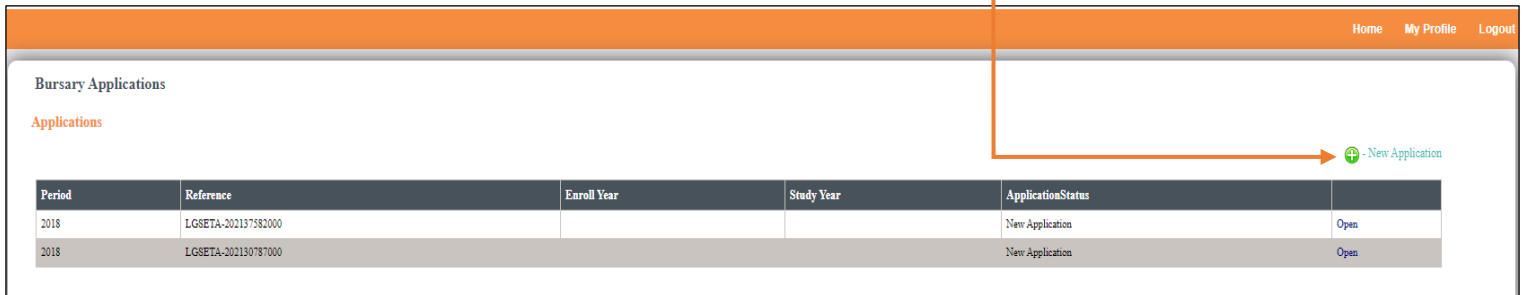 Home My Profile Logout
Bursary Applications
Applications
- New Application
Period Reference Enroll Year Study Year ApplicationStatus
2018 LGSETA-202137582000 New Application Open
2018 LGSETA-202130787000 New Application Open